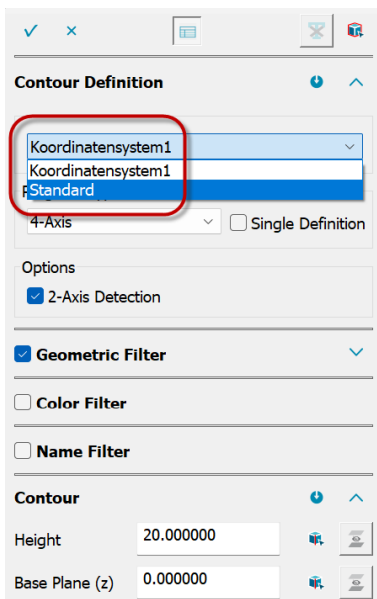 Contour Definition
Koordinatensystem1
Koordinatensystem1
Standard
4-Axis Single Definition
Options
2-Axis Detection
Geometric Filter
Color Filter
Name Filter
Contour
Height 20.000000
Base Plane (z) 0.000000